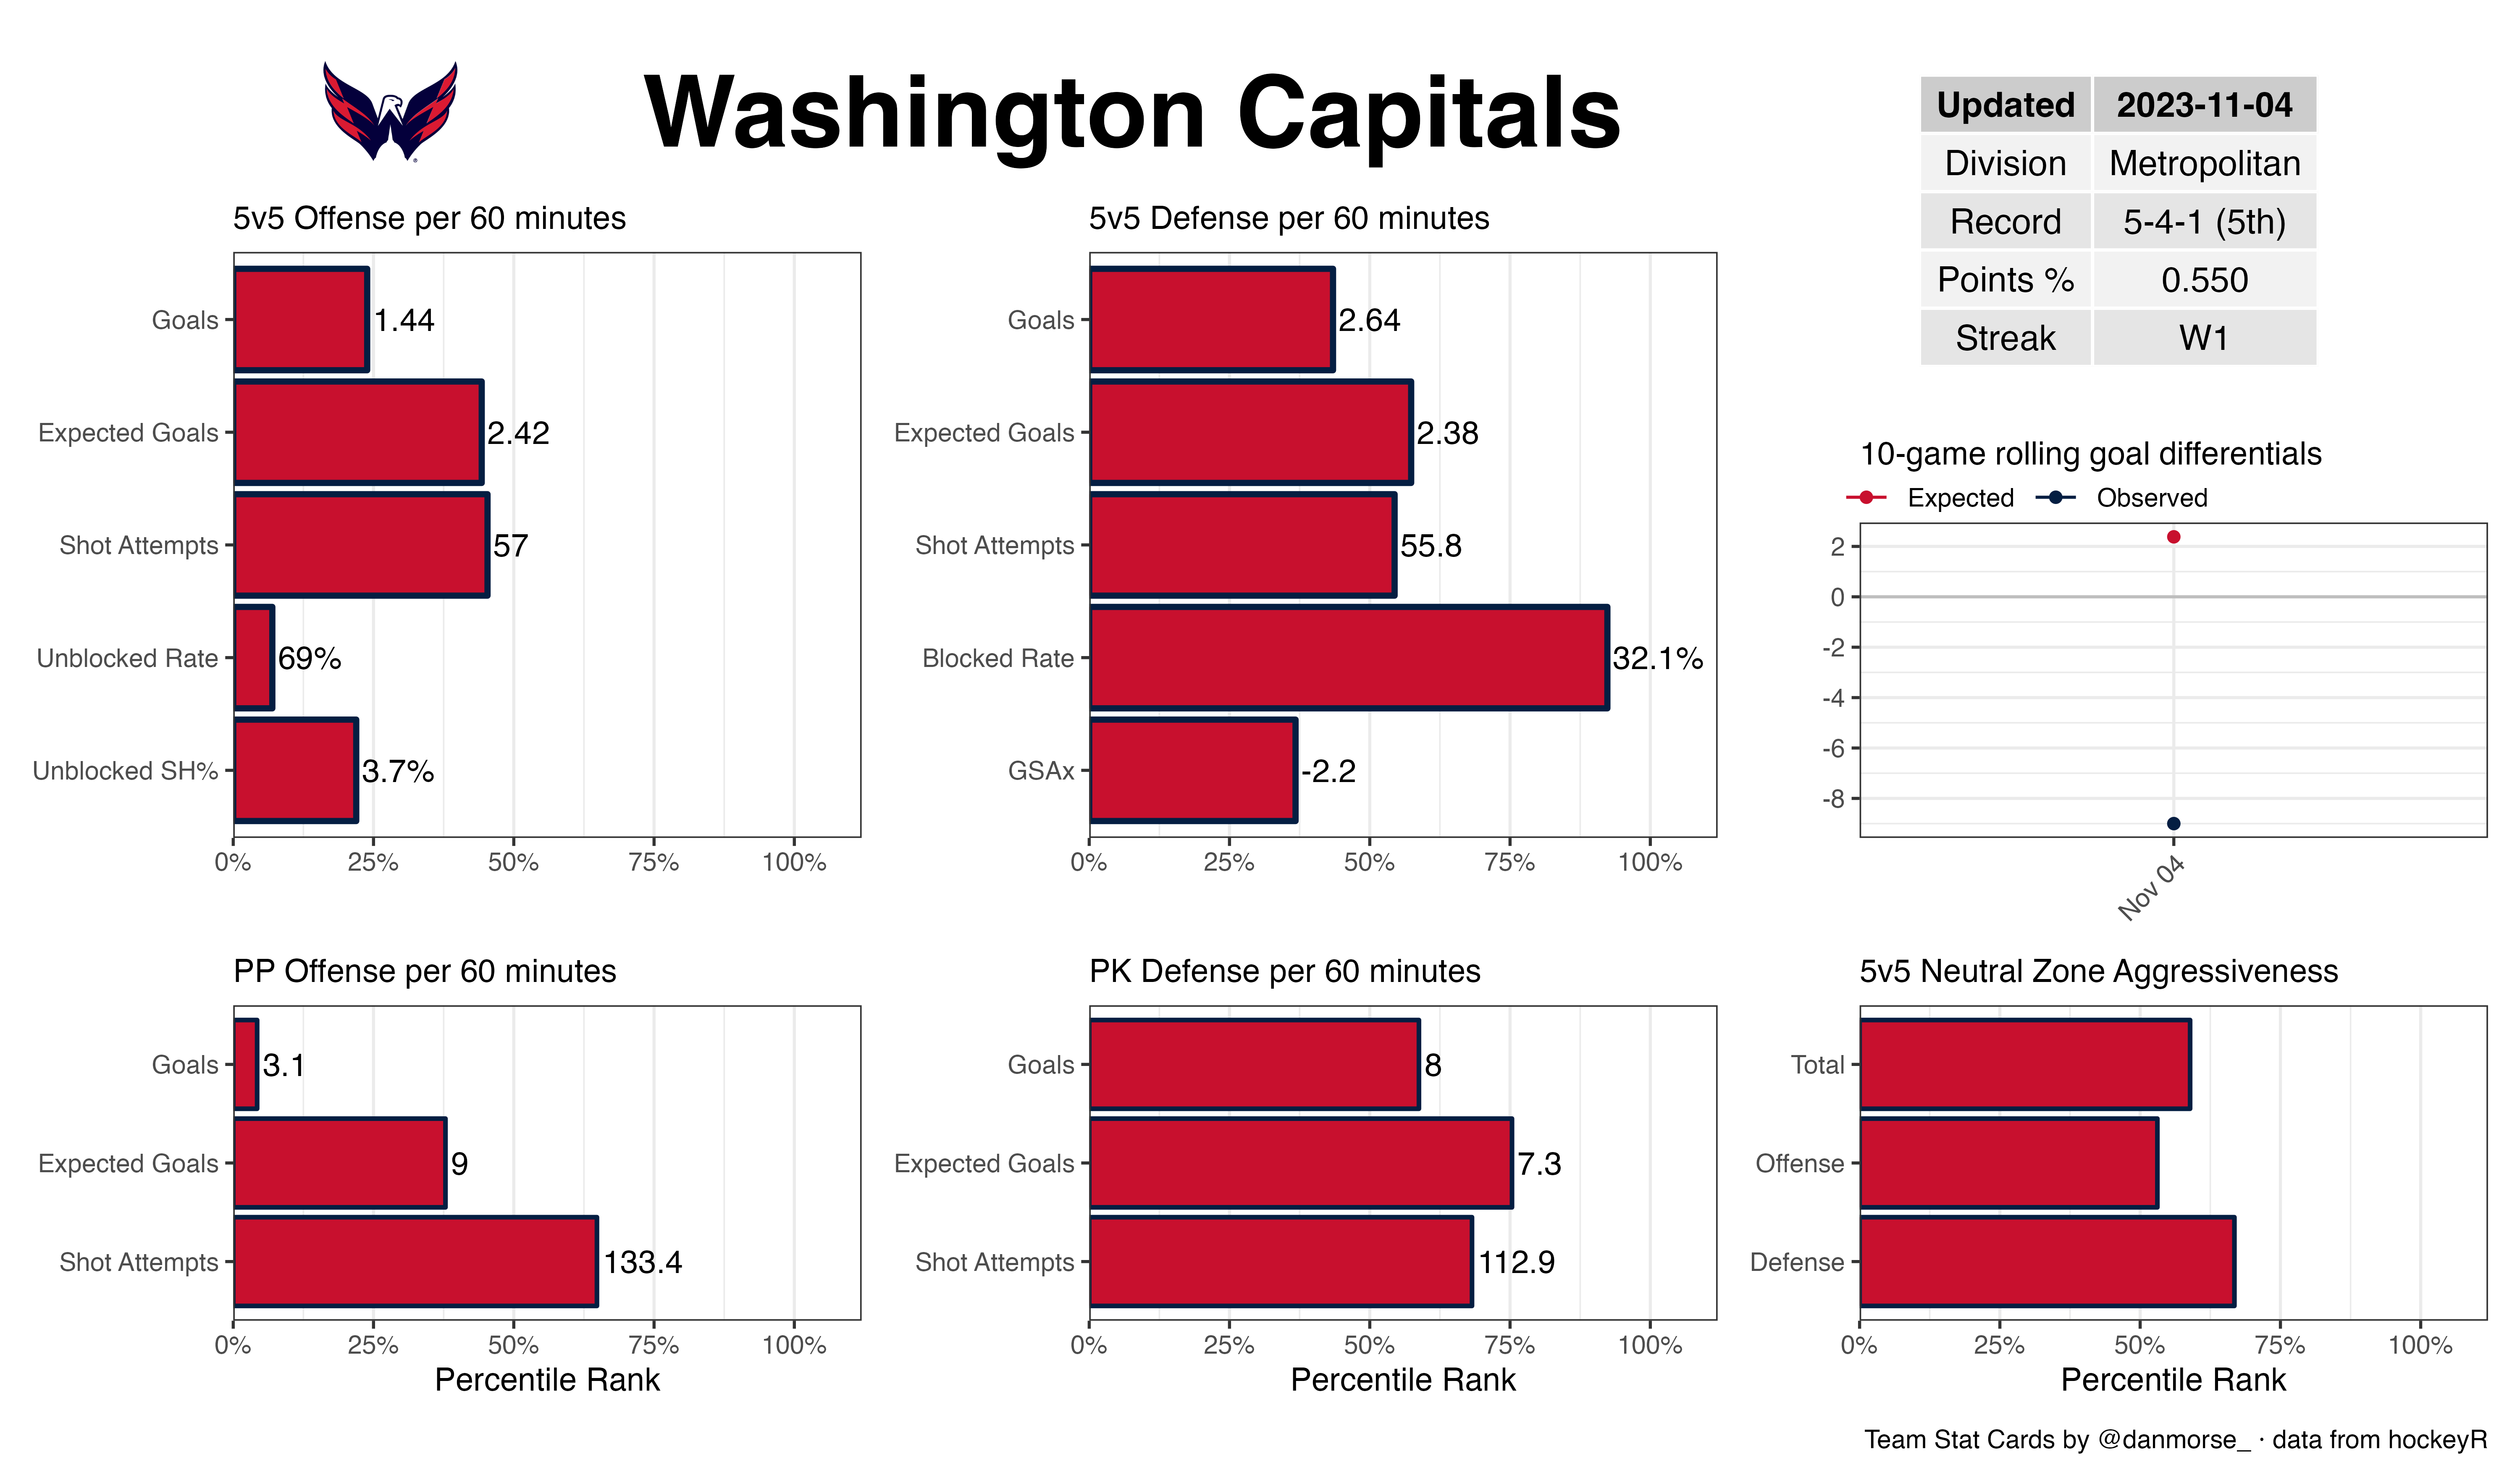 Washington Capitals
Updated 2023-11-04
Division Metropolitan
Record 5-4-1 (5th)
Points % 0.550
Streak W1
5v5 Offense per 60 minutes
Goals 1.44
Expected Goals 2.42
Shot Attempts 57
Unblocked Rate 69%
Unblocked SH% 3.7%
0% 25% 50% 75% 100%
5v5 Defense per 60 minutes
Goals 2.64
Expected Goals 2.38
Shot Attempts 55.8
Blocked Rate 32.1%
GSAx -2.2
0% 25% 50% 75% 100%
10-game rolling goal differentials
Expected Observed
2
0
-2
-4
-6
-8
Nov 04
PP Offense per 60 minutes
Goals 3.1
Expected Goals 9
Shot Attempts 133.4
0% 25% 50% 75% 100%
Percentile Rank
PK Defense per 60 minutes
Goals 8
Expected Goals 7.3
Shot Attempts 112.9
0% 25% 50% 75% 100%
Percentile Rank
5v5 Neutral Zone Aggressiveness
Total
Offense
Defense
0% 25% 50% 75% 100%
Percentile Rank
Team Stat Cards by @danmorse_ · data from hockeyR